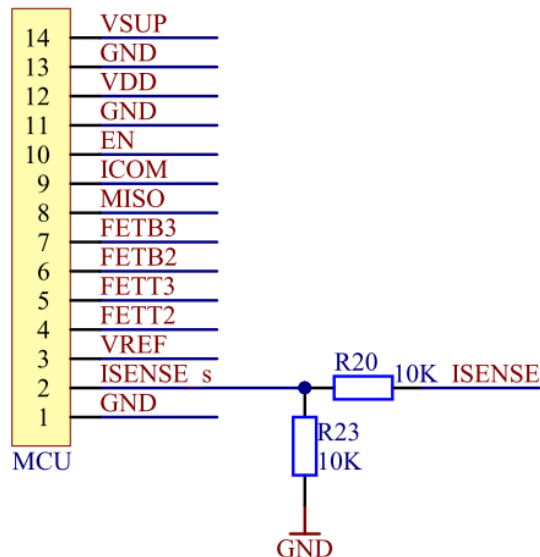 14 VSUP
13 GND
12 VDD
11 GND
10 EN
9 ICOM
8 MISO
7 FETB3
6 FETB2
5 FETT3
4 FETT2
3 VREF
2 ISENSE_s
1 GND
MCU
R20
10K ISENSE
R23
10K
GND